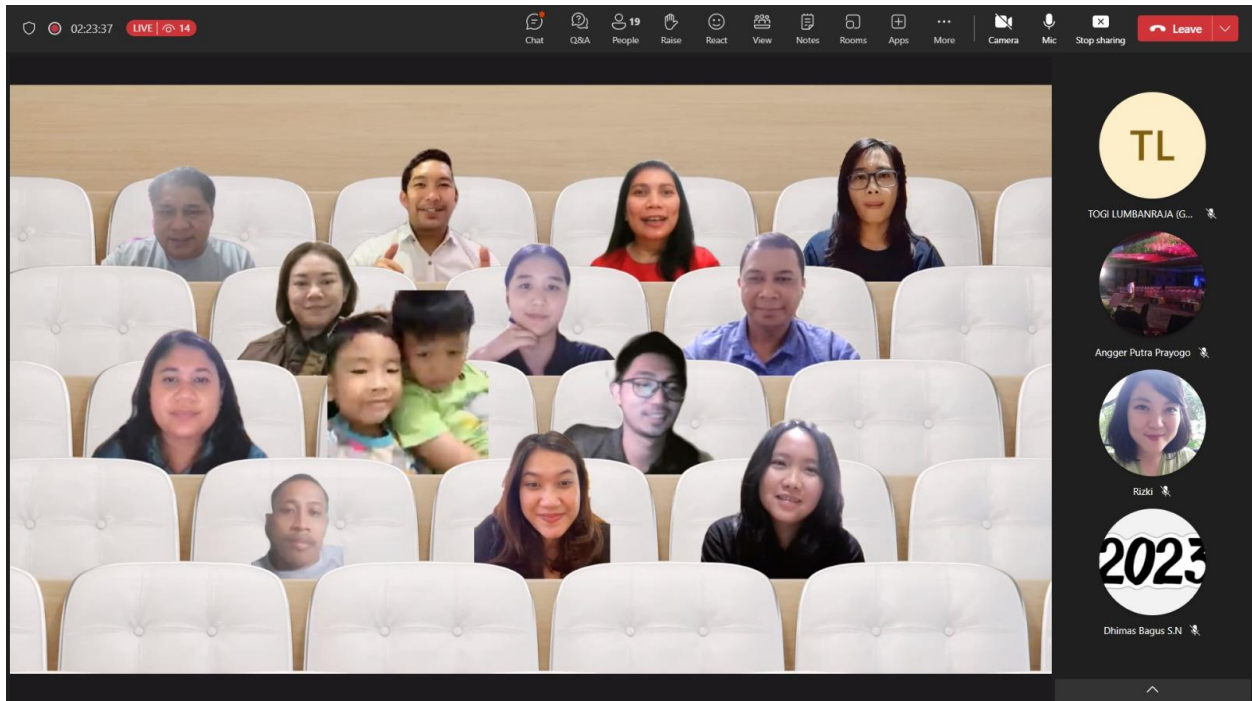 02:23:37 LIVE 14
19
Chat Q&A People Raise React View Notes Rooms Apps More Camera Mic Stop sharing Leave
TL
TOGI LUMBANRAJA (G...
Angger Putra Prayogo
Rizki
2023
Dhimas Bagus S.N